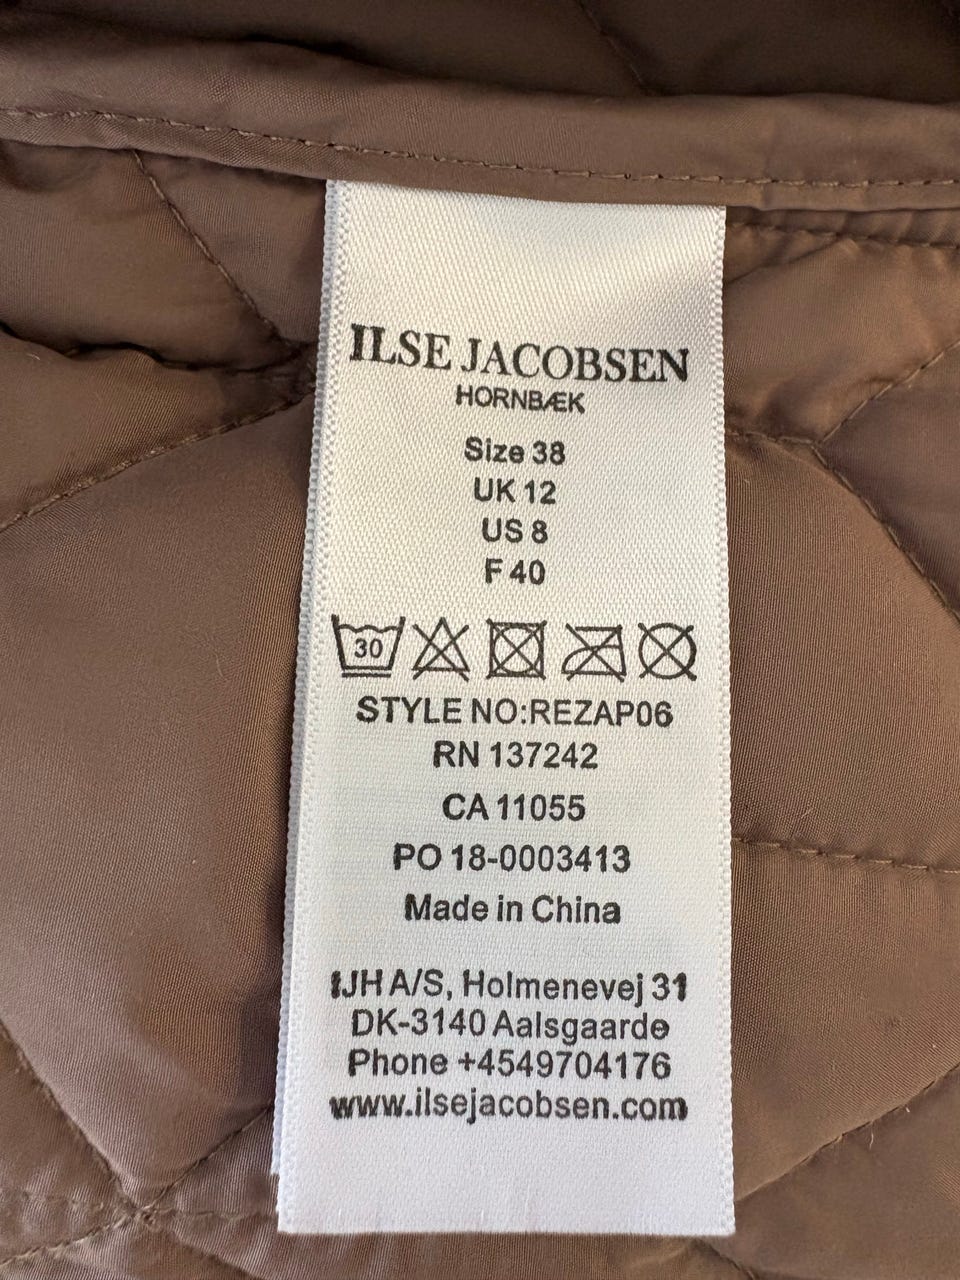 ILSE JACOBSEN
HORNBÆK
Size 38
UK 12
US 8
F 40
30
STYLE NO:REZAP06
RN 137242
CA 11055
PO 18-0003413
Made in China
IJH A/S, Holmenevej 31
DK-3140 Aalsgaarde
Phone +4549704176
www.ilsejacobsen.com